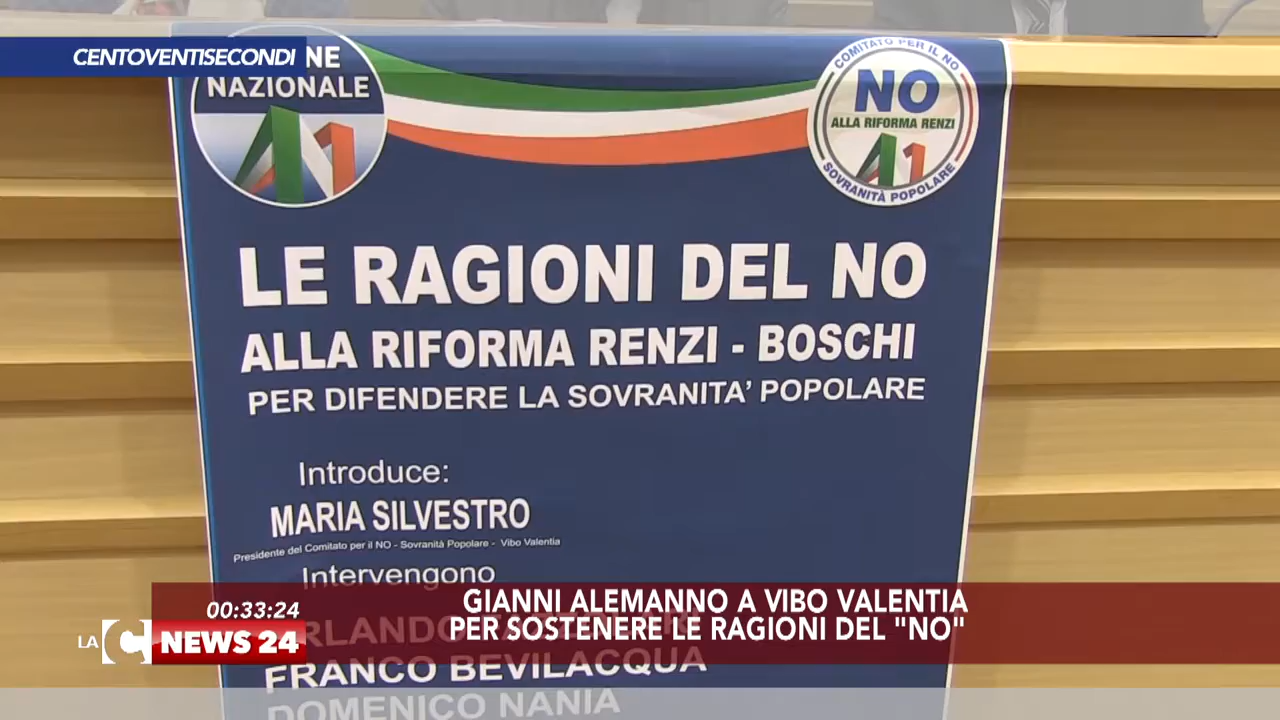 CENTOVENTISECONDI
NAZIONALE
COMITATO PER IL NO
NO
ALLA RIFORMA RENZI
SOVRANITÀ POPOLARE
LE RAGIONI DEL NO
ALLA RIFORMA RENZI - BOSCHI
PER DIFENDERE LA SOVRANITA' POPOLARE
Introduce:
MARIA SILVESTRO
Presidente del Comitato per il NO - Sovranità Popolare - Vibo Valentia
Intervengono
FRANCO BEVILACQUA
DOMENICO NANIA
00:33:24
LA C NEWS 24
GIANNI ALEMANNO A VIBO VALENTIA
PER SOSTENERE LE RAGIONI DEL "NO"